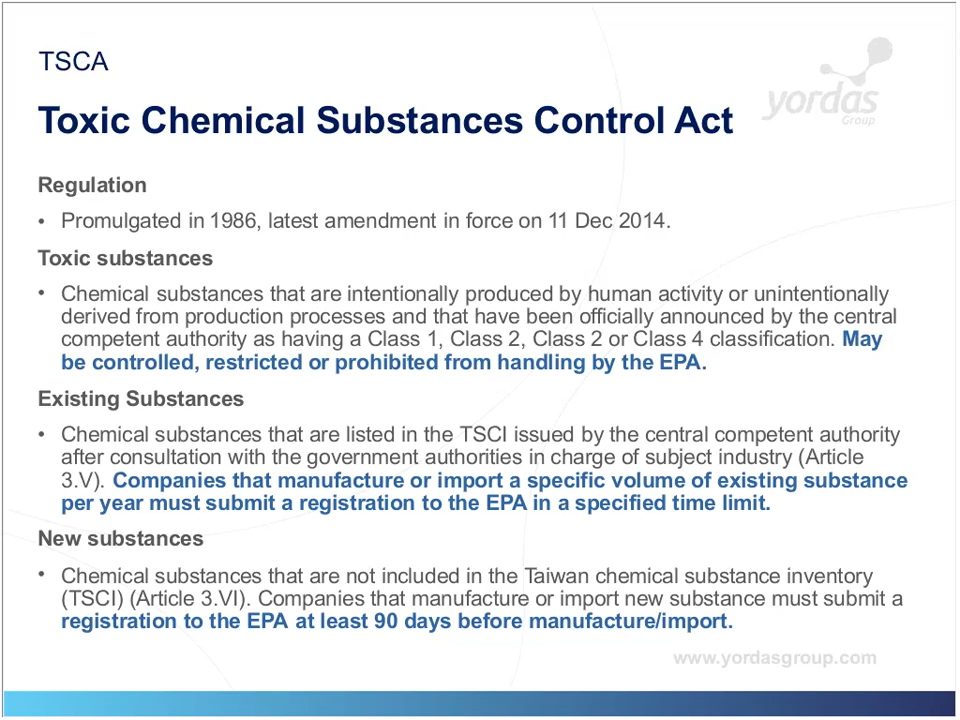 TSCA
yordas
Group
Toxic Chemical Substances Control Act
Regulation
• Promulgated in 1986, latest amendment in force on 11 Dec 2014.
Toxic substances
• Chemical substances that are intentionally produced by human activity or unintentionally
derived from production processes and that have been officially announced by the central
competent authority as having a Class 1, Class 2, Class 2 or Class 4 classification. May
be controlled, restricted or prohibited from handling by the EPA.
Existing Substances
• Chemical substances that are listed in the TSCI issued by the central competent authority
after consultation with the government authorities in charge of subject industry (Article
3.V). Companies that manufacture or import a specific volume of existing substance
per year must submit a registration to the EPA in a specified time limit.
New substances
• Chemical substances that are not included in the Taiwan chemical substance inventory
(TSCI) (Article 3.VI). Companies that manufacture or import new substance must submit a
registration to the EPA at least 90 days before manufacture/import.
www.yordasgroup.com